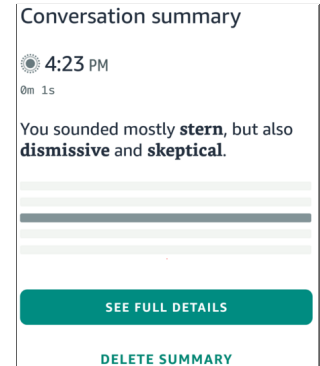 Conversation summary
4:23 PM
0m 1s
You sounded mostly stern, but also
dismissive and skeptical.
SEE FULL DETAILS
DELETE SUMMARY